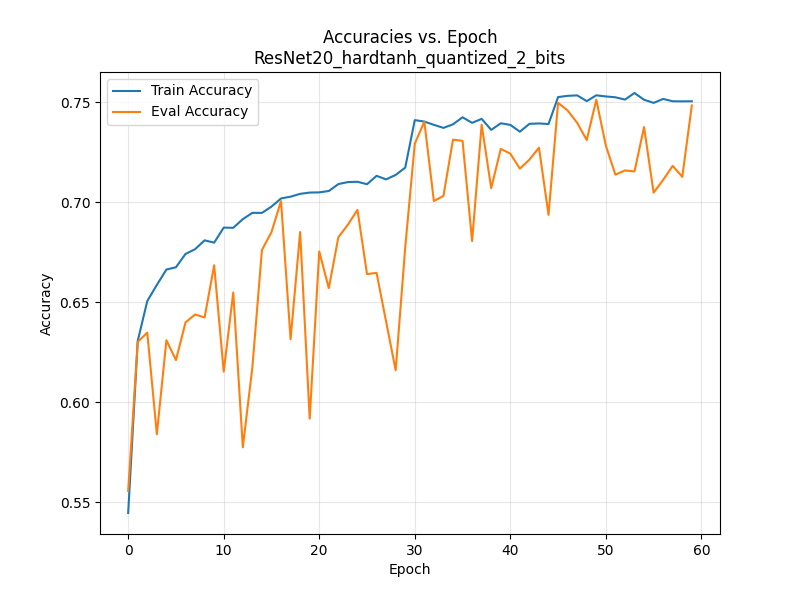 Accuracies vs. Epoch
ResNet20_hardtanh_quantized_2_bits
Train Accuracy
Eval Accuracy
0.75
0.70
0.65
0.60
0.55
Accuracy
0 10 20 30 40 50 60
Epoch